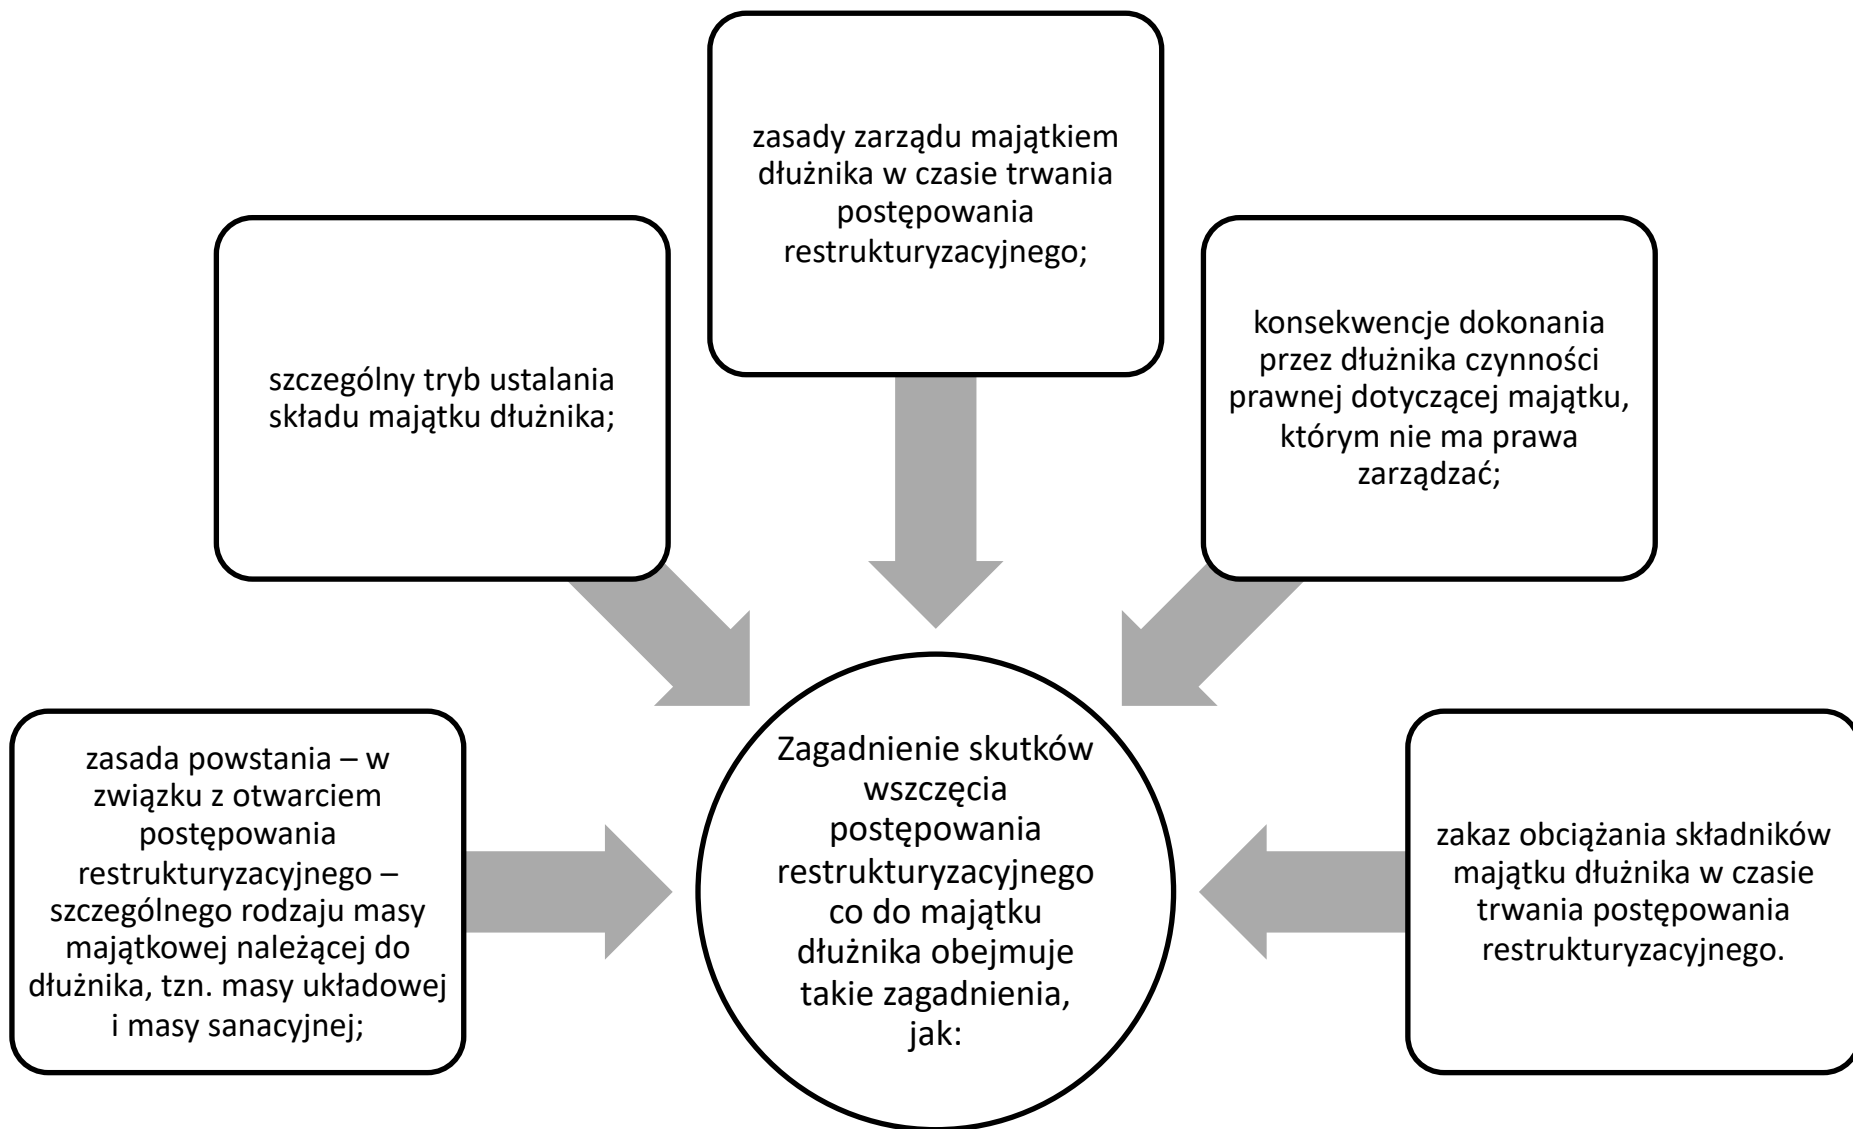 zasady zarządu majątkiem
dłużnika w czasie trwania
postępowania
restrukturyzacyjnego;
szczególny tryb ustalania
składu majątku dłużnika;
konsekwencje dokonania
przez dłużnika czynności
prawnej dotyczącej majątku,
którym nie ma prawa
zarządzać;
zasada powstania – w
związku z otwarciem
postępowania
restrukturyzacyjnego –
szczególnego rodzaju masy
majątkowej należącej do
dłużnika, tzn. masy układowej
i masy sanacyjnej;
Zagadnienie skutków
wszczęcia
postępowania
restrukturyzacyjnego
co do majątku
dłużnika obejmuje
takie zagadnienia,
jak:
zakaz obciążania składników
majątku dłużnika w czasie
trwania postępowania
restrukturyzacyjnego.